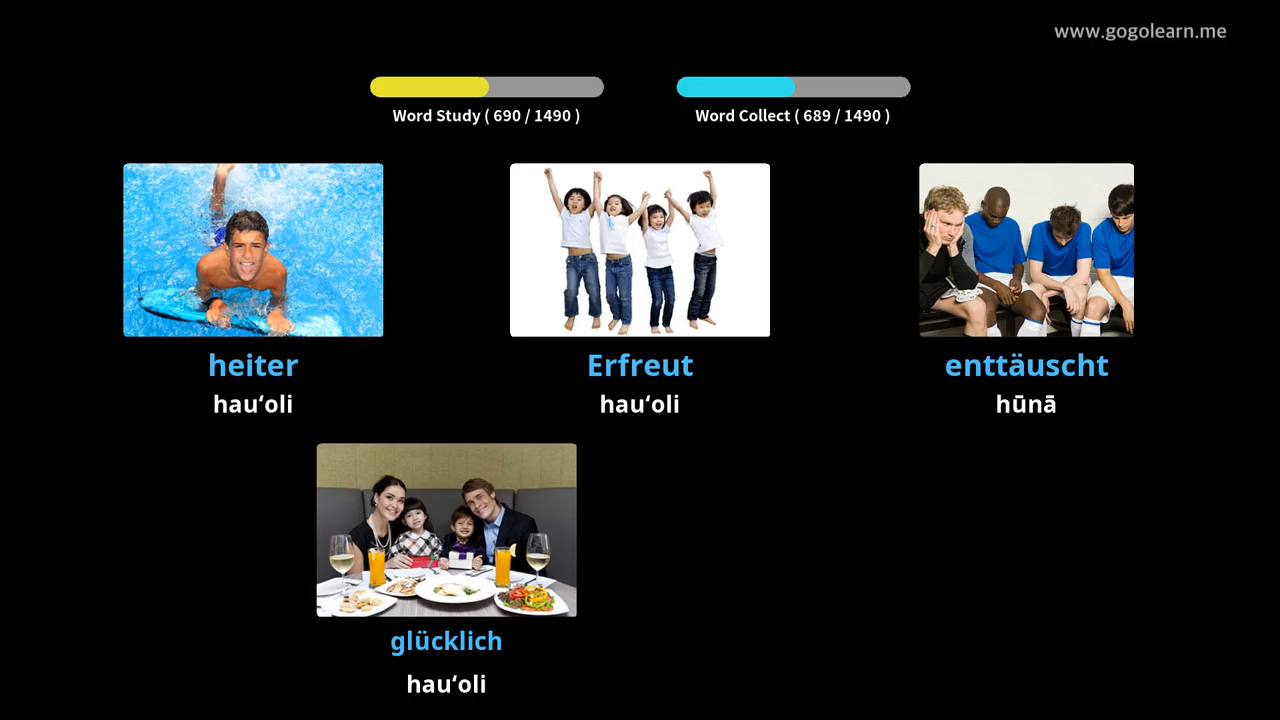 www.gogolearn.me
Word Study ( 690 / 1490 )
Word Collect ( 689 / 1490 )
heiter
hauʻoli
Erfreut
hauʻoli
enttäuscht
hūnā
glücklich
hauʻoli